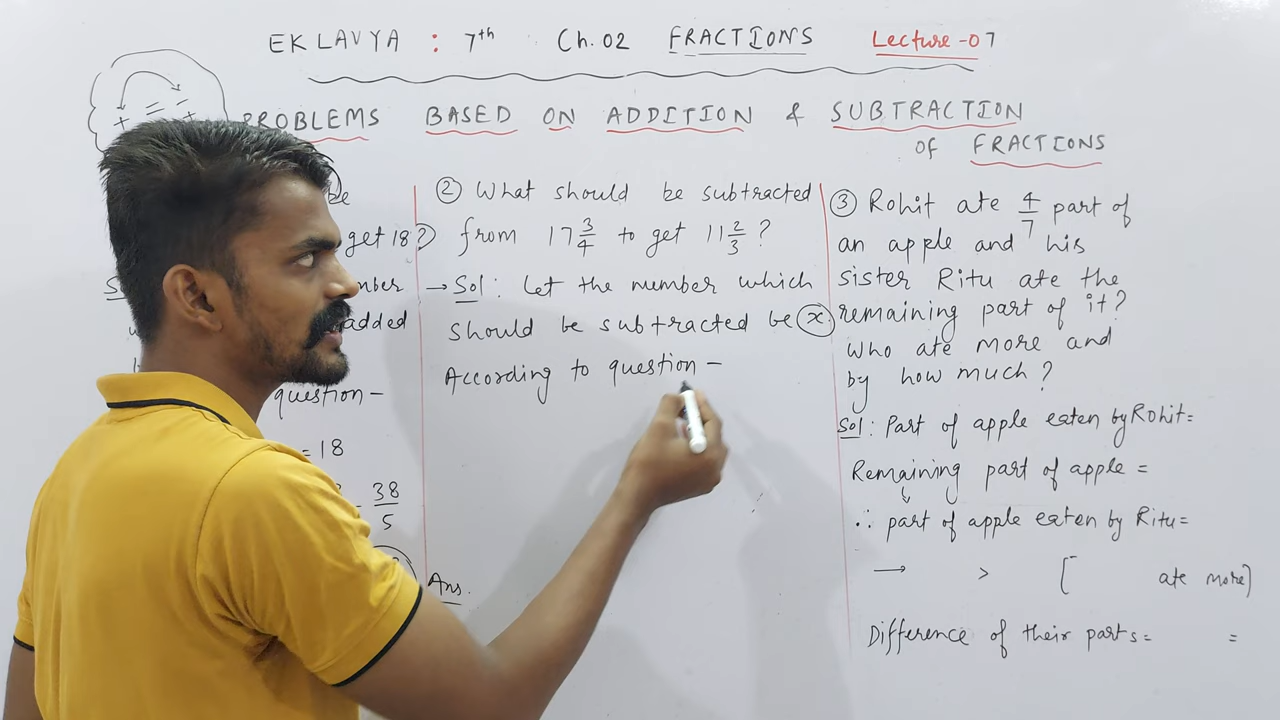 EKLAVYA : 7th Ch. 02 FRACTIONS Lecture-07
+ = = +
PROBLEMS BASED ON ADDITION & SUBTRACTION
OF FRACTIONS
be
get 18?
mber
added
question –
= 18
38/5
Ans.
② What should be subtracted
from 17 3/4 to get 11 2/3 ?
→ Sol : Let the number which
should be subtracted be x.
According to question –
③ Rohit ate 4/7 part of
an apple and his
sister Ritu ate the
remaining part of it?
Who ate more and
by how much ?
Sol : Part of apple eaten by Rohit =
Remaining part of apple =
∴ part of apple eaten by Ritu =
→ > [ ate more]
Difference of their parts = =